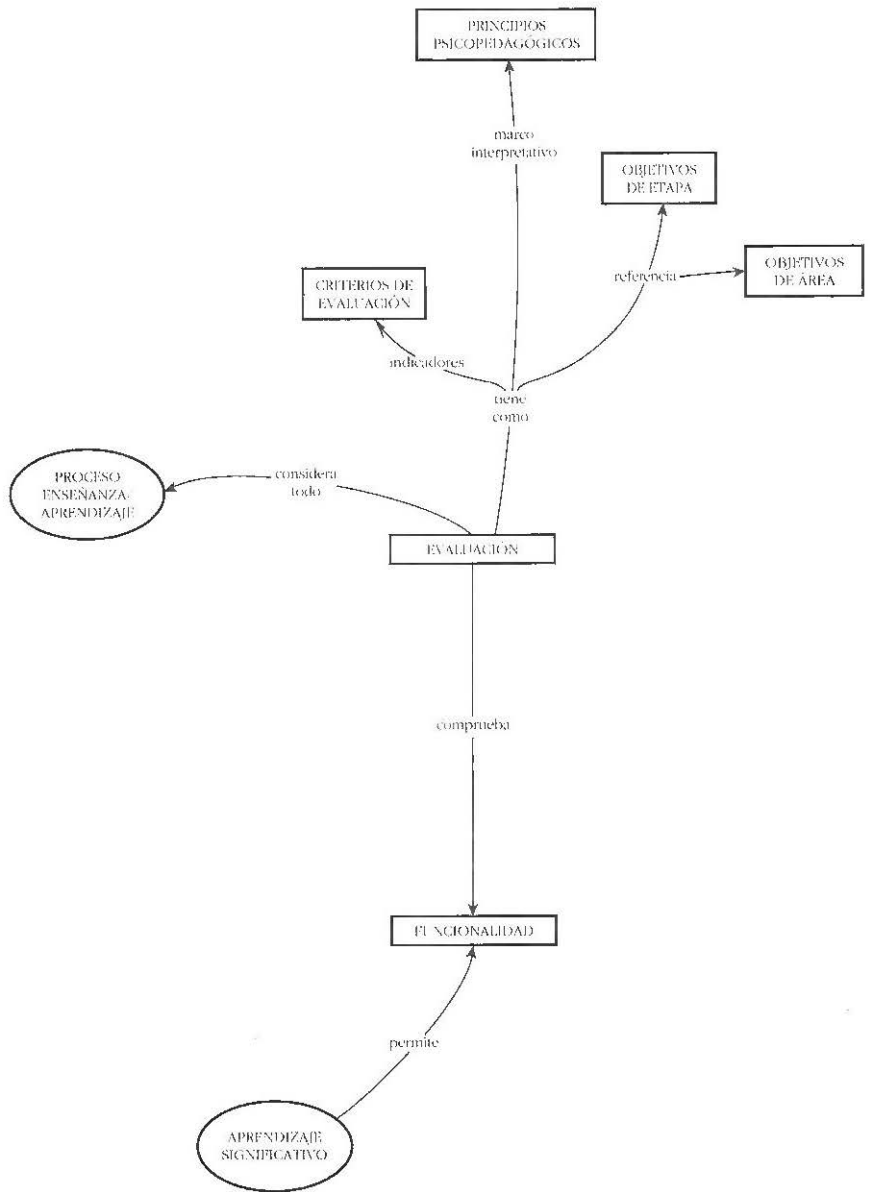 PRINCIPIOS
PSICOPEDAGÓGICOS
marco
interpretativo
OBJETIVOS
DE ETAPA
referencia
OBJETIVOS
DE ÁREA
CRITERIOS DE
EVALUACIÓN
indicadores
tiene
como
PROCESO
ENSEÑANZA-
APRENDIZAJE
considera
todo
EVALUACIÓN
comprueba
FUNCIONALIDAD
permite
APRENDIZAJE
SIGNIFICATIVO